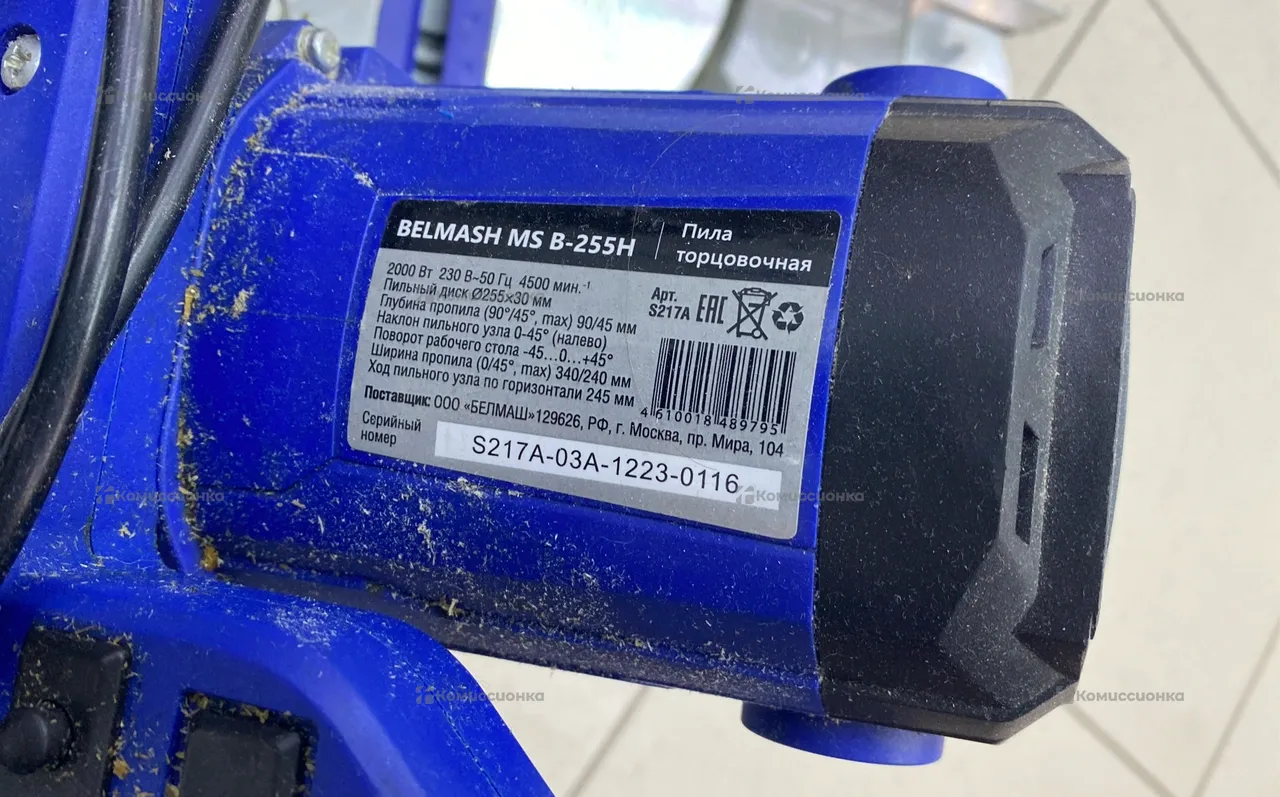 BELMASH MS B-255H
Пила
торцовочная
2000 Вт 230 В~50 Гц 4500 мин.⁻¹
Пильный диск Ø255×30 мм
Глубина пропила (90°/45°, max) 90/45 мм
Наклон пильного узла 0-45° (налево)
Поворот рабочего стола -45...0...+45°
Ширина пропила (0/45°, max) 340/240 мм
Ход пильного узла по горизонтали 245 мм
Арт.
S217A
EAC
4 610018 489795
Поставщик: ООО «БЕЛМАШ»129626, РФ, г. Москва, пр. Мира, 104
Серийный
номер
S217A-03A-1223-0116
Комиссионка
Комиссионка
Комиссионка
Комиссионка
Комиссионка
Комиссионка
Комиссионка